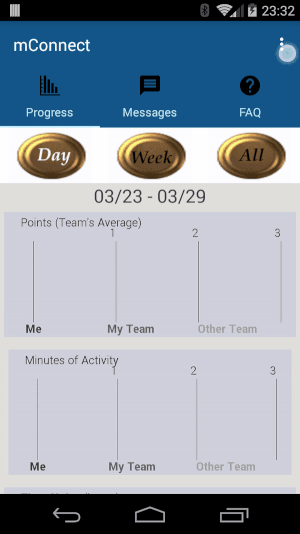 23:32
mConnect
Progress Messages FAQ
Day Week All
03/23 - 03/29
Points (Team's Average)
1 2 3
Me My Team Other Team
Minutes of Activity
1 2 3
Me My Team Other Team